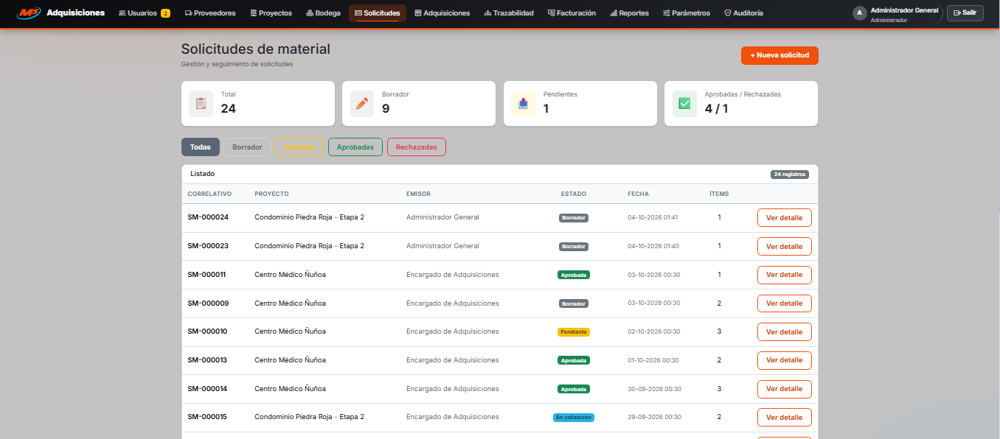 M5 Adquisiciones Usuarios 2 Proveedores Proyectos Bodega Solicitudes Adquisiciones Trazabilidad Facturación Reportes Parámetros Auditoría A Administrador General Salir
Administrador
Solicitudes de material
Gestión y seguimiento de solicitudes
+ Nueva solicitud
Total
24
Borrador
9
Pendientes
1
Aprobadas / Rechazadas
4 / 1
Todas Borrador Enviadas Aprobadas Rechazadas
Listado 24 registros
CORRELATIVO PROYECTO EMISOR ESTADO FECHA ÍTEMS
SM-000024 Condominio Piedra Roja – Etapa 2 Administrador General Borrador 04-10-2026 01:41 1 Ver detalle
SM-000023 Condominio Piedra Roja – Etapa 2 Administrador General Borrador 04-10-2026 01:40 1 Ver detalle
SM-000011 Centro Médico Ñuñoa Encargado de Adquisiciones Aprobada 03-10-2026 00:30 1 Ver detalle
SM-000009 Centro Médico Ñuñoa Encargado de Adquisiciones Borrador 03-10-2026 00:30 2 Ver detalle
SM-000010 Centro Médico Ñuñoa Encargado de Adquisiciones Pendiente 02-10-2026 00:30 3 Ver detalle
SM-000013 Centro Médico Ñuñoa Encargado de Adquisiciones Aprobada 01-10-2026 00:30 2 Ver detalle
SM-000014 Centro Médico Ñuñoa Encargado de Adquisiciones Aprobada 30-09-2026 00:30 3 Ver detalle
SM-000015 Condominio Piedra Roja – Etapa 2 Encargado de Adquisiciones En cotización 29-09-2026 00:30 2 Ver detalle